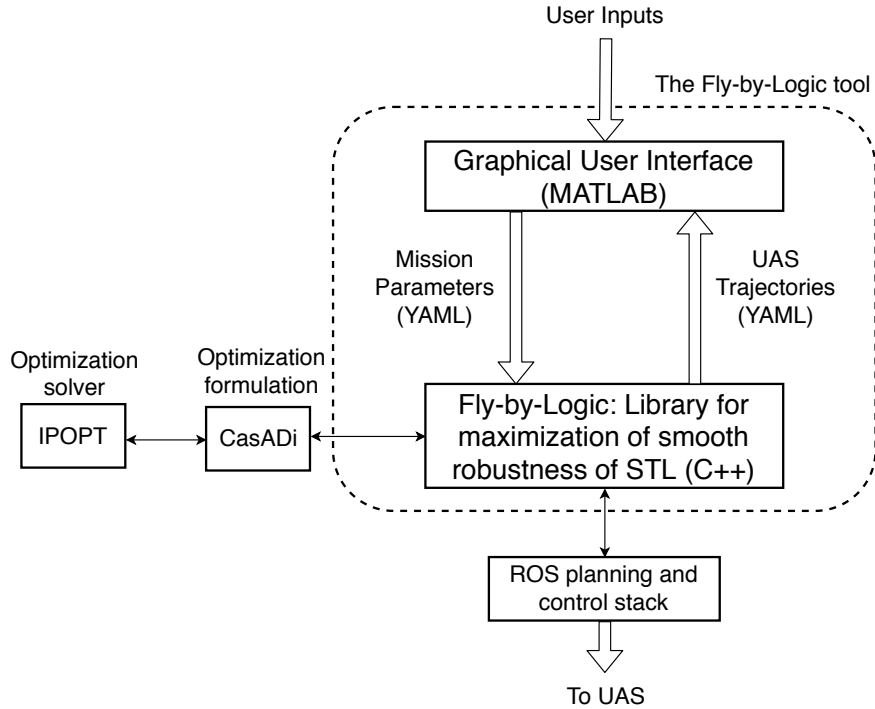 User Inputs
The Fly-by-Logic tool
Graphical User Interface
(MATLAB)
Mission
Parameters
(YAML)
UAS
Trajectories
(YAML)
Optimization
solver
Optimization
formulation
IPOPT
CasADi
Fly-by-Logic: Library for
maximization of smooth
robustness of STL (C++)
ROS planning and
control stack
To UAS